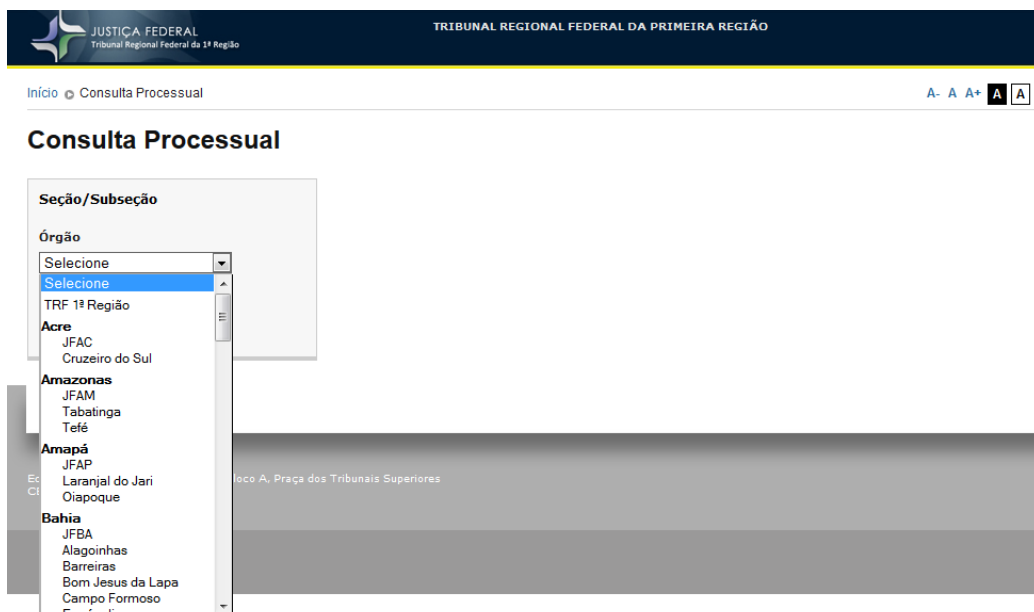 JUSTIÇA FEDERAL
Tribunal Regional Federal da 1ª Região
TRIBUNAL REGIONAL FEDERAL DA PRIMEIRA REGIÃO
Início Consulta Processual
A- A A+ A A
Consulta Processual
Seção/Subseção
Órgão
Selecione
Selecione
TRF 1ª Região
Acre
JFAC
Cruzeiro do Sul
Amazonas
JFAM
Tabatinga
Tefé
Amapá
JFAP
Laranjal do Jari
loco A, Praça dos Tribunais Superiores
Oiapoque
Bahia
JFBA
Alagoinhas
Barreiras
Bom Jesus da Lapa
Campo Formoso